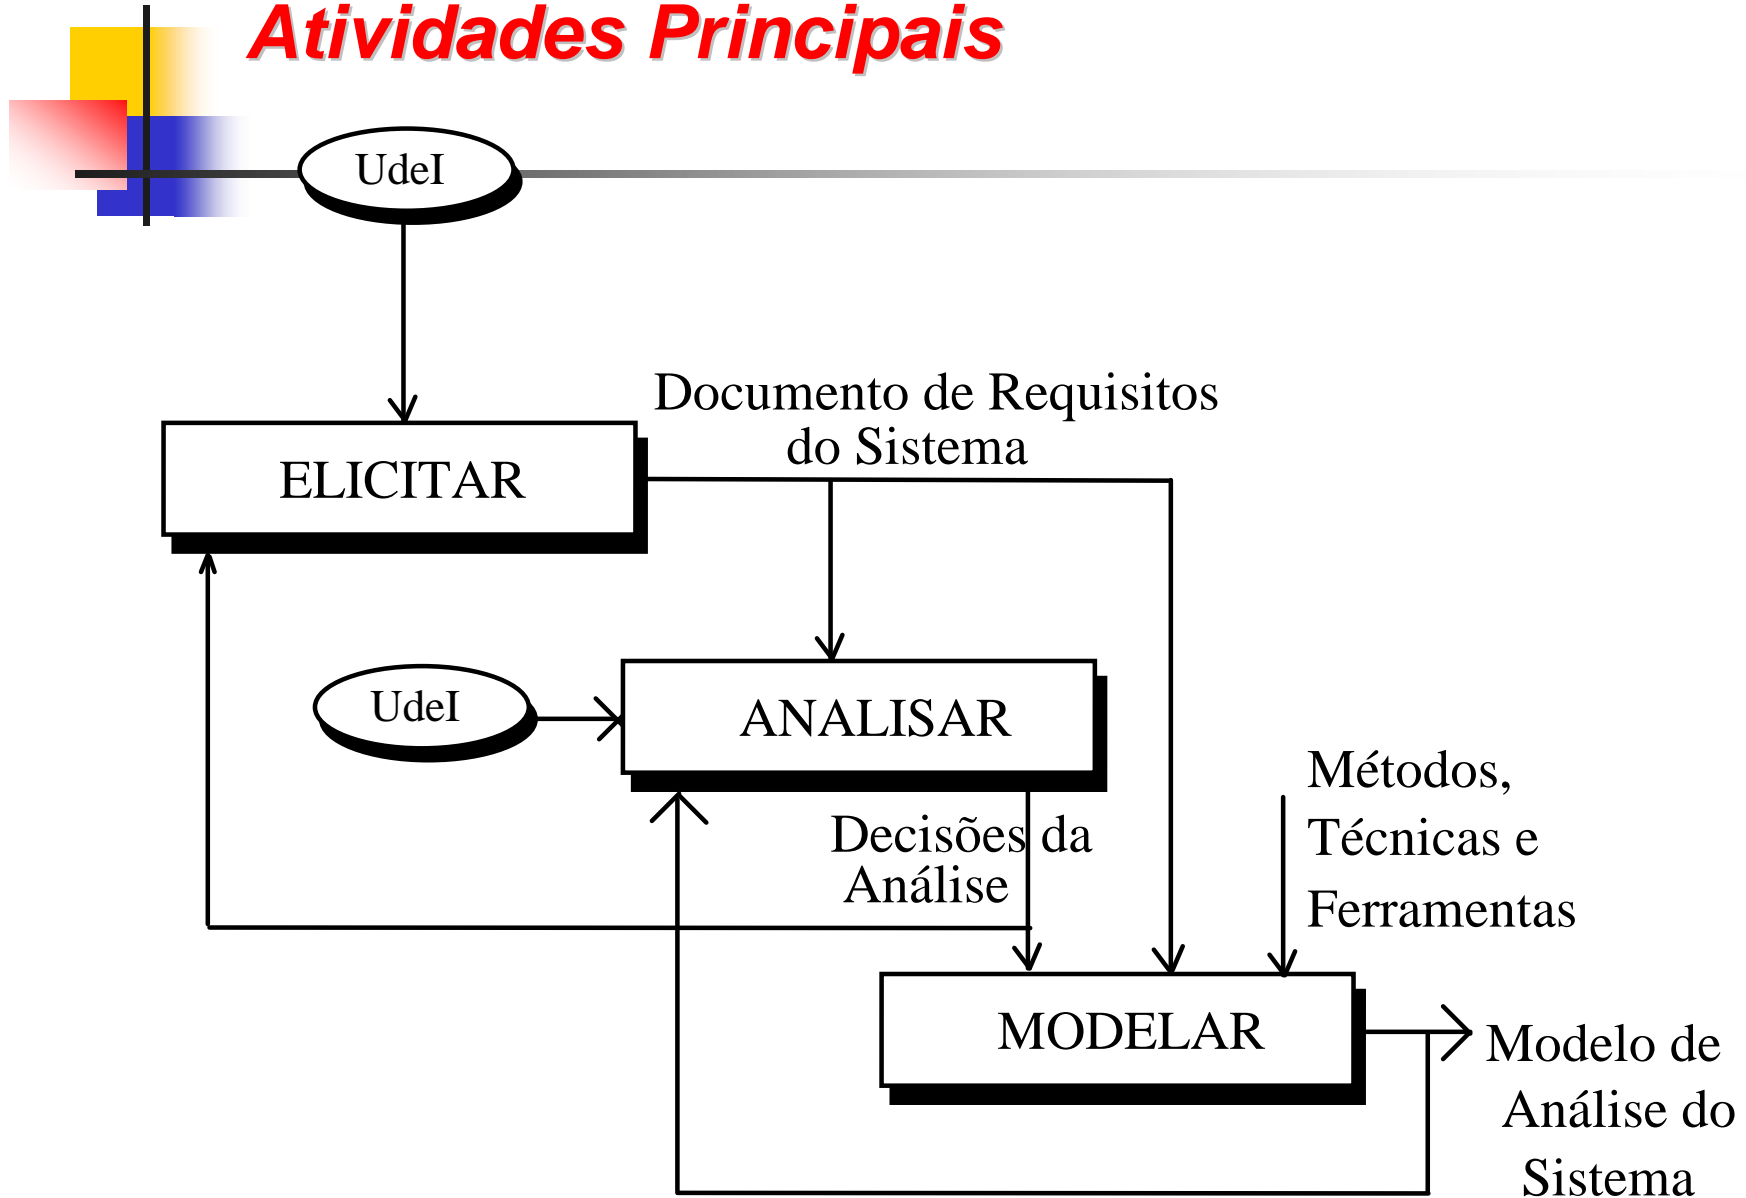 Atividades Principais
UdeI
Documento de Requisitos
do Sistema
ELICITAR
UdeI
ANALISAR
Decisões da
Análise
Métodos,
Técnicas e
Ferramentas
MODELAR
Modelo de
Análise do
Sistema